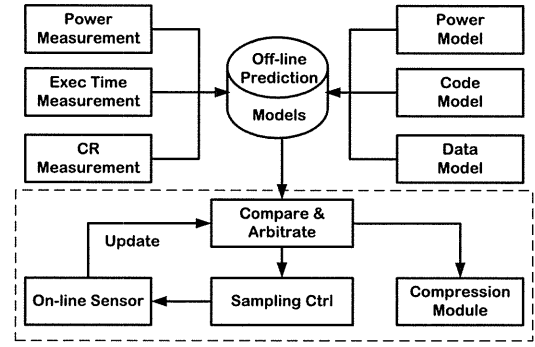 Power
Measurement
Exec Time
Measurement
CR
Measurement
Off-line
Prediction
Models
Power
Model
Code
Model
Data
Model
Compare &
Arbitrate
Update
On-line Sensor
Sampling Ctrl
Compression
Module